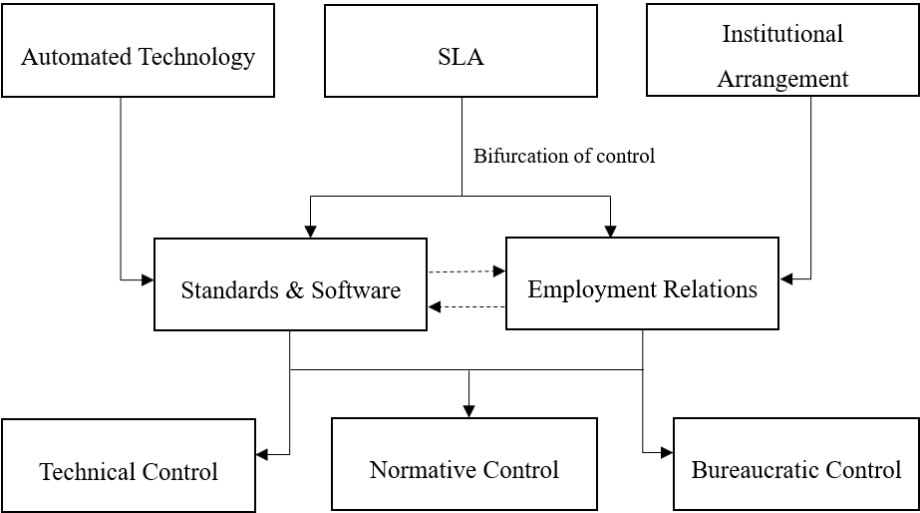 Automated Technology
SLA
Institutional
Arrangement
Bifurcation of control
Standards & Software
Employment Relations
Technical Control
Normative Control
Bureaucratic Control